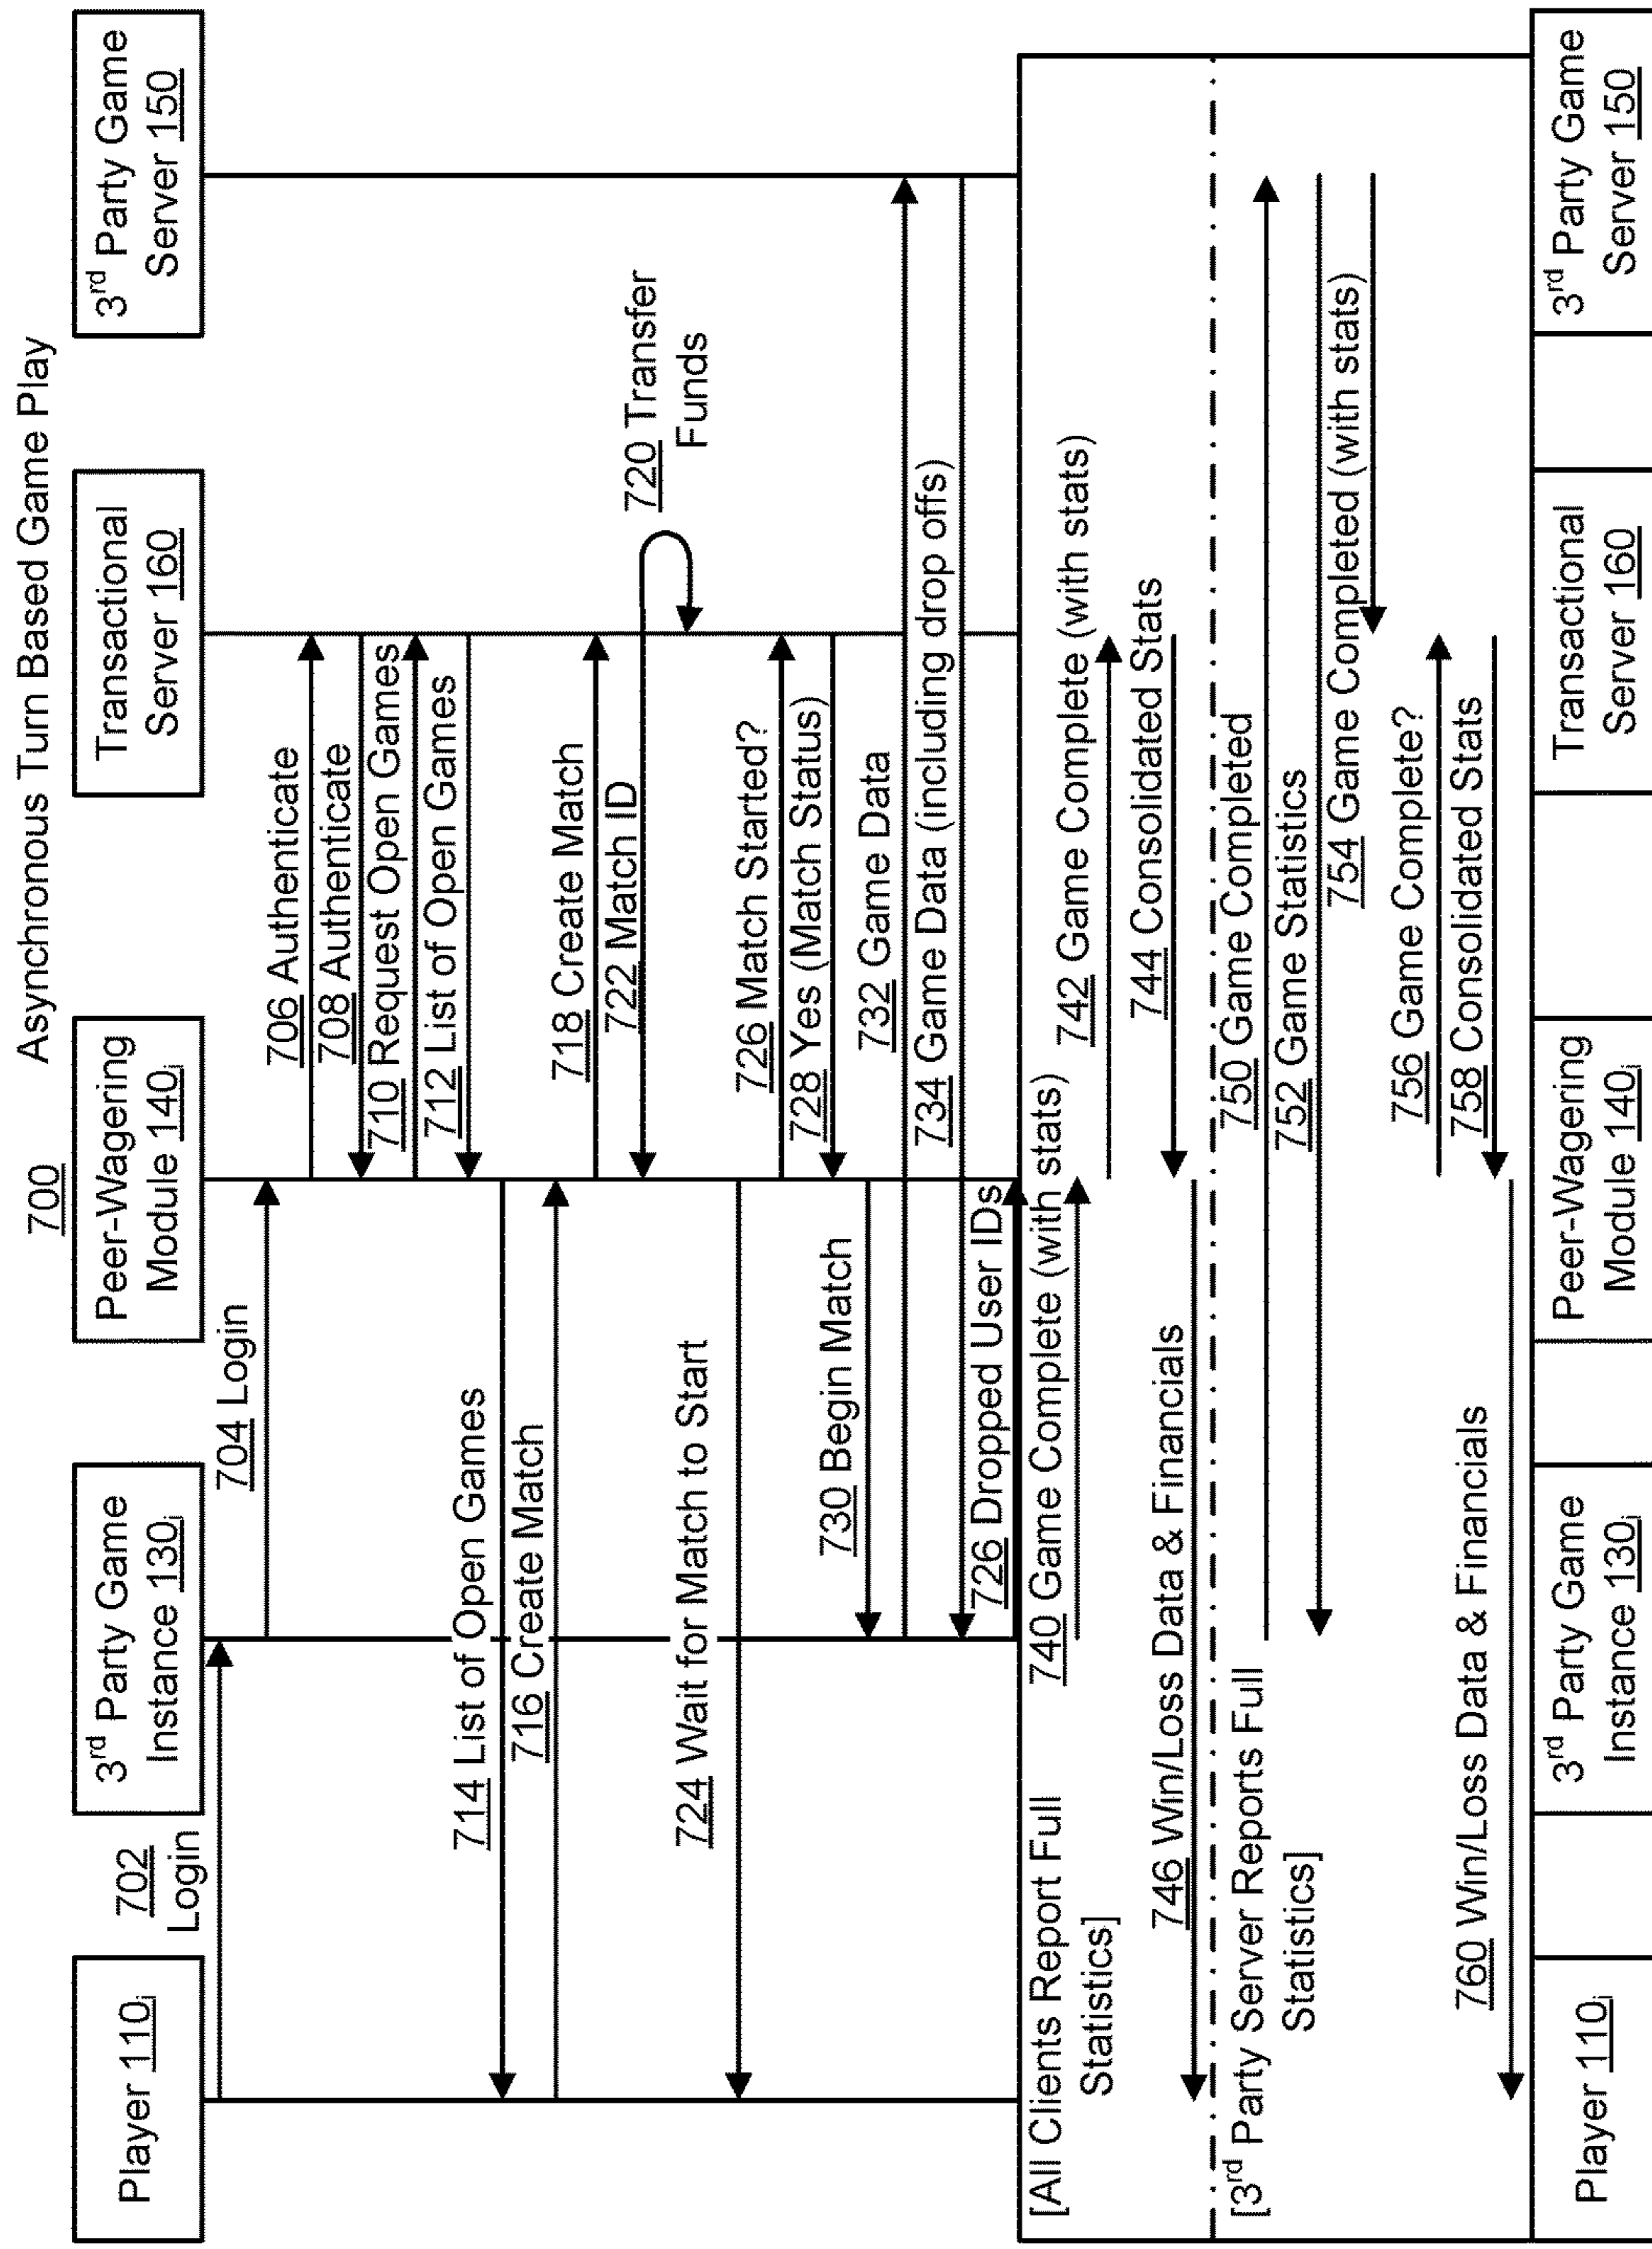 700
Asynchronous Turn Based Game Play
Player 110i
3rd Party Game
Instance 130i
Peer-Wagering
Module 140i
Transactional
Server 160
3rd Party Game
Server 150
702
Login
704 Login
706 Authenticate
708 Authenticate
710 Request Open Games
712 List of Open Games
714 List of Open Games
716 Create Match
718 Create Match
722 Match ID
720 Transfer
Funds
724 Wait for Match to Start
726 Match Started?
728 Yes (Match Status)
730 Begin Match
732 Game Data
734 Game Data (including drop offs)
726 Dropped User IDs
[All Clients Report Full
Statistics]
740 Game Complete (with stats)
742 Game Complete (with stats)
744 Consolidated Stats
746 Win/Loss Data & Financials
[3rd Party Server Reports Full
Statistics]
750 Game Completed
752 Game Statistics
754 Game Completed (with stats)
756 Game Complete?
758 Consolidated Stats
760 Win/Loss Data & Financials
Player 110i
3rd Party Game
Instance 130i
Peer-Wagering
Module 140i
Transactional
Server 160
3rd Party Game
Server 150